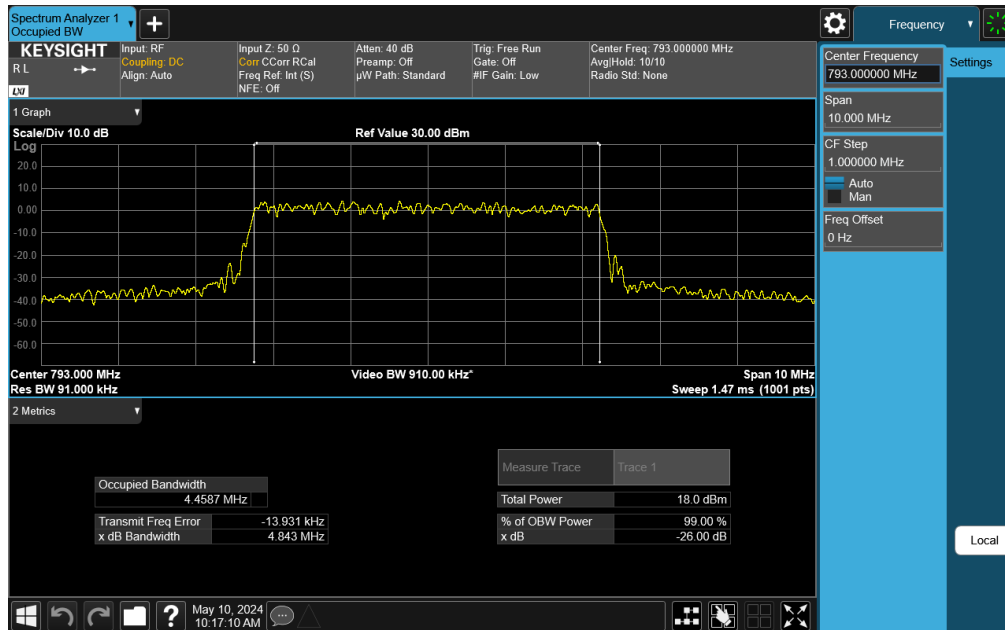 Spectrum Analyzer 1
Occupied BW
Frequency
KEYSIGHT
R L
LXI
Input: RF
Coupling: DC
Align: Auto
Input Z: 50 Ω
Corr CCorr RCal
Freq Ref: Int (S)
NFE: Off
Atten: 40 dB
Preamp: Off
µW Path: Standard
Trig: Free Run
Gate: Off
#IF Gain: Low
Center Freq: 793.000000 MHz
Avg|Hold: 10/10
Radio Std: None
Center Frequency
793.000000 MHz
Settings
Span
10.000 MHz
CF Step
1.000000 MHz
Auto
Man
Freq Offset
0 Hz
1 Graph
Scale/Div 10.0 dB
Ref Value 30.00 dBm
Log
20.0
10.0
0.00
-10.0
-20.0
-30.0
-40.0
-50.0
-60.0
Center 793.000 MHz
Video BW 910.00 kHz*
Span 10 MHz
Res BW 91.000 kHz
Sweep 1.47 ms (1001 pts)
2 Metrics
Measure Trace
Trace 1
Occupied Bandwidth
4.4587 MHz
Total Power
18.0 dBm
Transmit Freq Error
-13.931 kHz
% of OBW Power
99.00 %
x dB Bandwidth
4.843 MHz
x dB
-26.00 dB
Local
?
May 10, 2024
10:17:10 AM